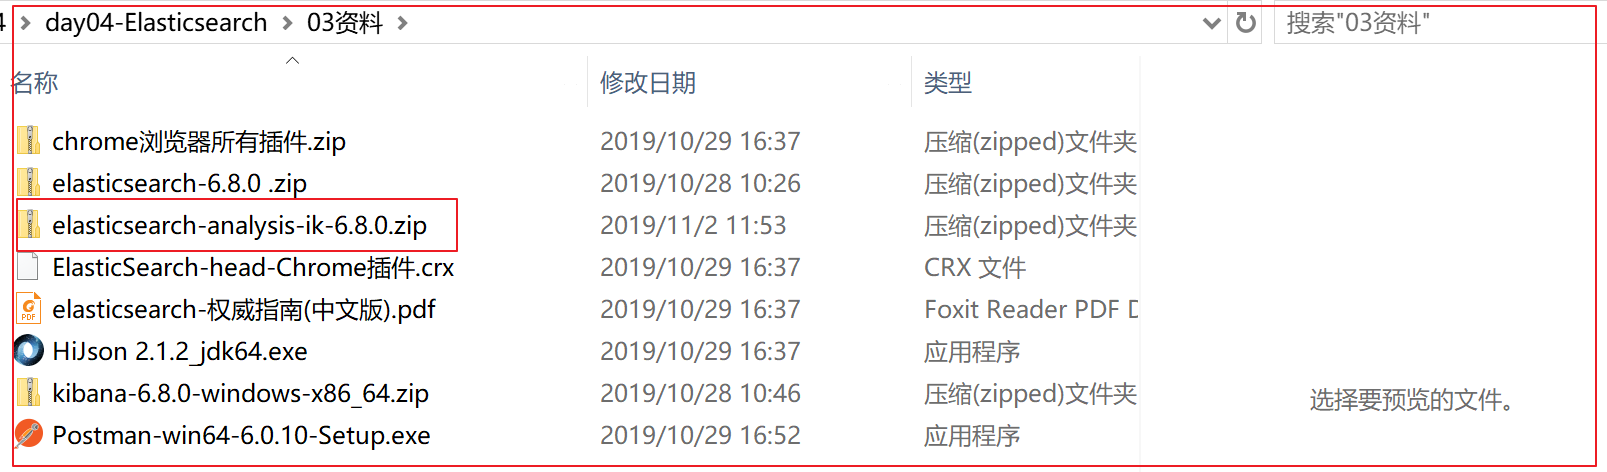 day04-Elasticsearch > 03资料 > 搜索"03资料"
名称 修改日期 类型
chrome浏览器所有插件.zip 2019/10/29 16:37 压缩(zipped)文件夹
elasticsearch-6.8.0 .zip 2019/10/28 10:26 压缩(zipped)文件夹
elasticsearch-analysis-ik-6.8.0.zip 2019/11/2 11:53 压缩(zipped)文件夹
ElasticSearch-head-Chrome插件.crx 2019/10/29 16:37 CRX 文件
PDF elasticsearch-权威指南(中文版).pdf 2019/10/29 16:37 Foxit Reader PDF D
HiJson 2.1.2_jdk64.exe 2019/10/29 16:37 应用程序
kibana-6.8.0-windows-x86_64.zip 2019/10/28 10:46 压缩(zipped)文件夹
选择要预览的文件。
Postman-win64-6.0.10-Setup.exe 2019/10/29 16:52 应用程序